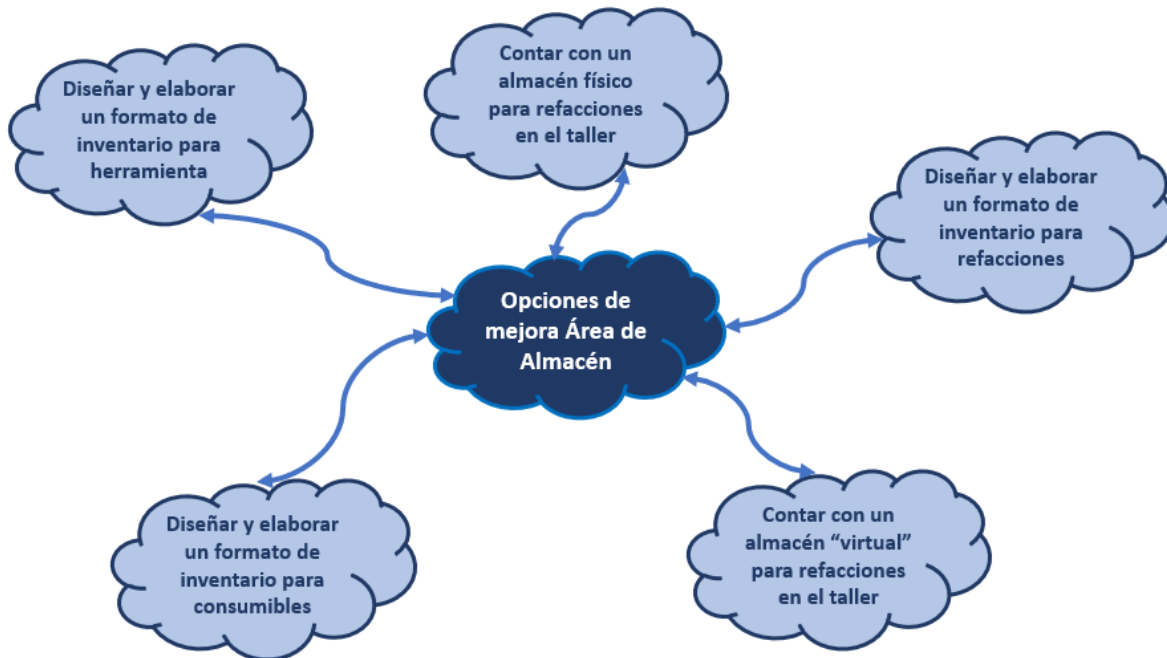 Diseñar y elaborar
un formato de
inventario para
herramienta
Contar con un
almacén físico
para refacciones
en el taller
Diseñar y elaborar
un formato de
inventario para
refacciones
Opciones de
mejora Área de
Almacén
Diseñar y elaborar
un formato de
inventario para
consumibles
Contar con un
almacén “virtual”
para refacciones
en el taller